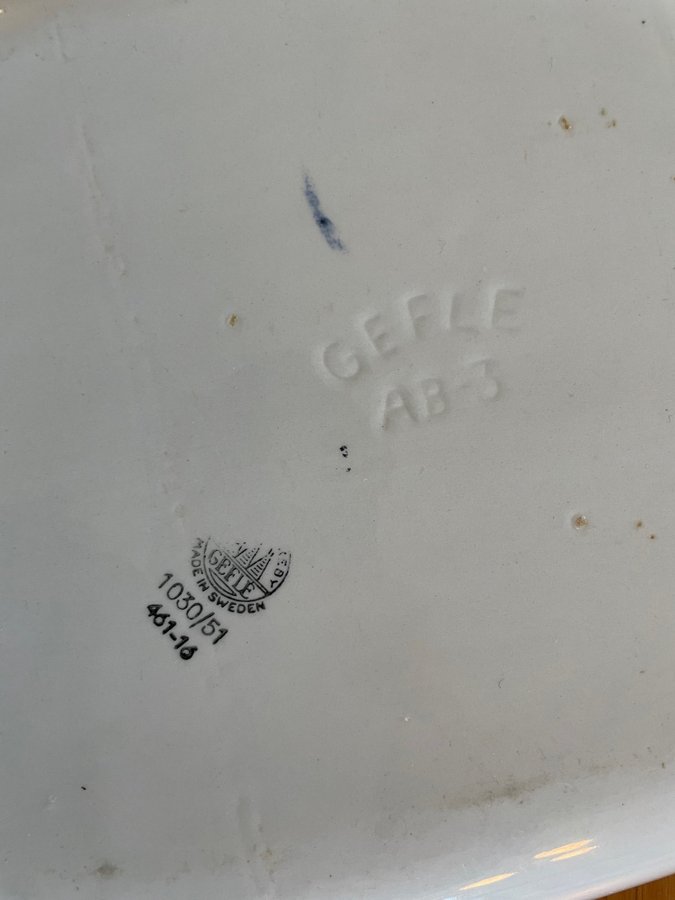 GEFLE
AB-3
GEFLE
MADE IN SWEDEN
1030/51
461-16